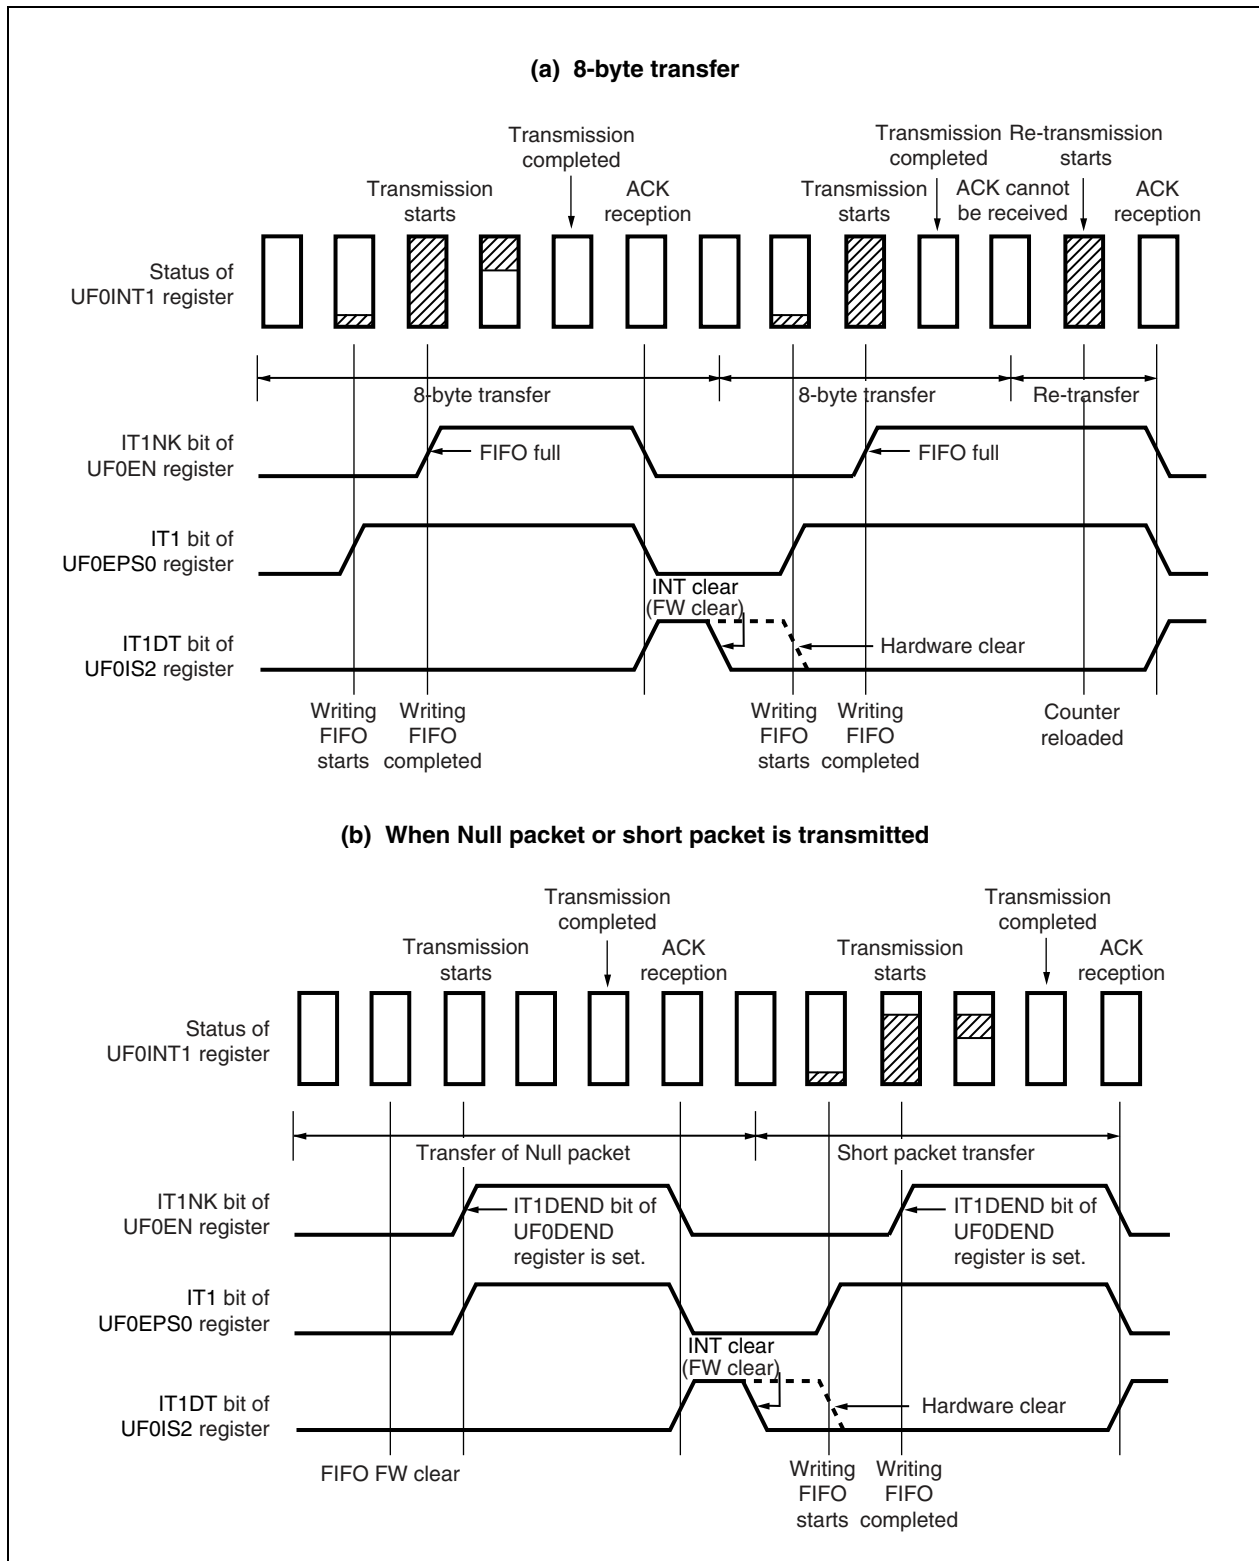 (a) 8-byte transfer
Transmission
completed
Transmission
completed
Re-transmission
starts
Transmission
starts
ACK
reception
Transmission
starts
ACK cannot
be received
ACK
reception
Status of
UF0INT1 register
8-byte transfer
8-byte transfer
Re-transfer
IT1NK bit of
UF0EN register
FIFO full
FIFO full
IT1 bit of
UF0EPS0 register
INT clear
(FW clear)
IT1DT bit of
UF0IS2 register
Hardware clear
Writing
FIFO
starts
Writing
FIFO
completed
Writing
FIFO
starts
Writing
FIFO
completed
Counter
reloaded
(b) When Null packet or short packet is transmitted
Transmission
completed
Transmission
completed
Transmission
starts
ACK
reception
Transmission
starts
ACK
reception
Status of
UF0INT1 register
Transfer of Null packet
Short packet transfer
IT1NK bit of
UF0EN register
IT1DEND bit of
UF0DEND
register is set.
IT1DEND bit of
UF0DEND
register is set.
IT1 bit of
UF0EPS0 register
INT clear
(FW clear)
IT1DT bit of
UF0IS2 register
Hardware clear
FIFO FW clear
Writing
FIFO
starts
Writing
FIFO
completed